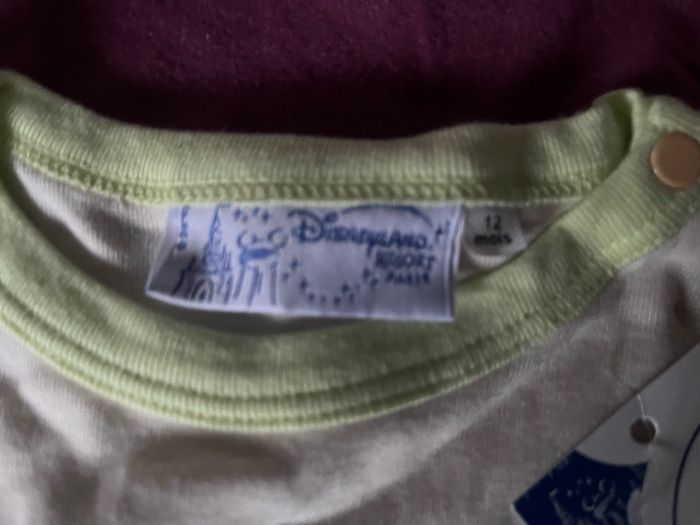 DISNEYLAND
RESORT
PARIS
12
mois